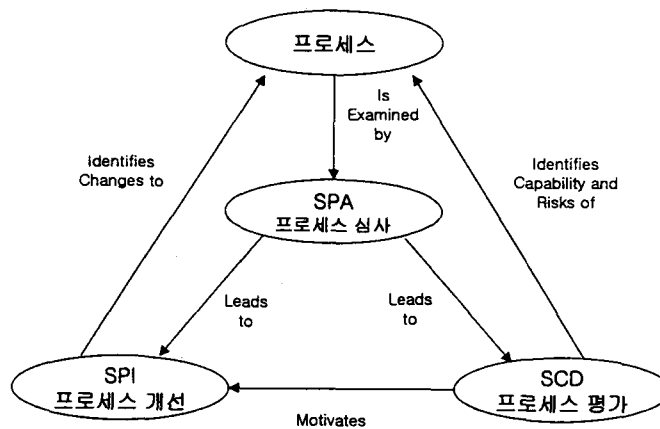 프로세스
Is
Examined
by
Identifies
Changes to
Identifies
Capability and
Risks of
SPA
프로세스 심사
Leads
to
Leads
to
SPI
프로세스 개선
SCD
프로세스 평가
Motivates